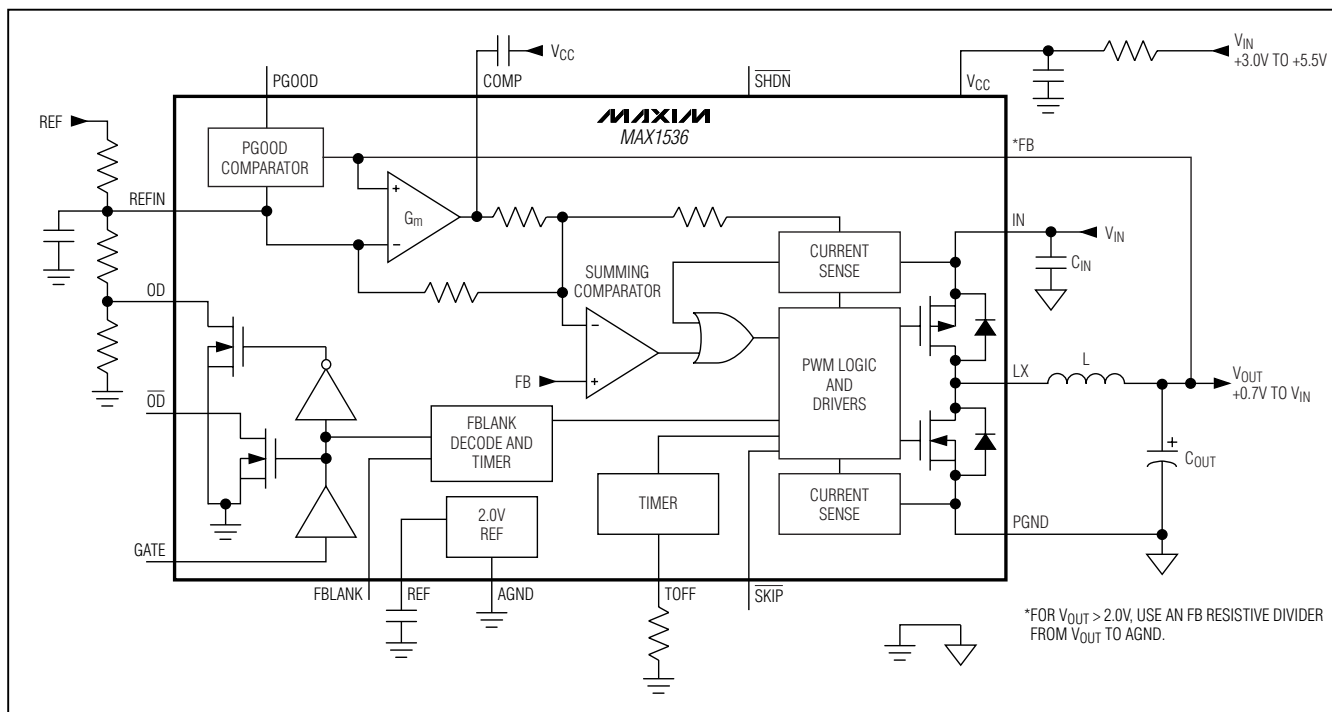 V_CC
V_IN
+3.0V TO +5.5V
PGOOD
COMP
S̅H̅D̅N̅
V_CC
MAXIM
MAX1536
REF
PGOOD
COMPARATOR
*FB
REFIN
+
G_m
−
IN
V_IN
C_IN
CURRENT
SENSE
SUMMING
COMPARATOR
−
FB
+
OD
PWM LOGIC
AND
DRIVERS
LX
L
V_OUT
+0.7V TO V_IN
O̅D̅
FBLANK
DECODE AND
TIMER
+
C_OUT
TIMER
CURRENT
SENSE
2.0V
REF
PGND
GATE
FBLANK
REF
AGND
TOFF
S̅K̅I̅P̅
*FOR V_OUT > 2.0V, USE AN FB RESISTIVE DIVIDER
FROM V_OUT TO AGND.